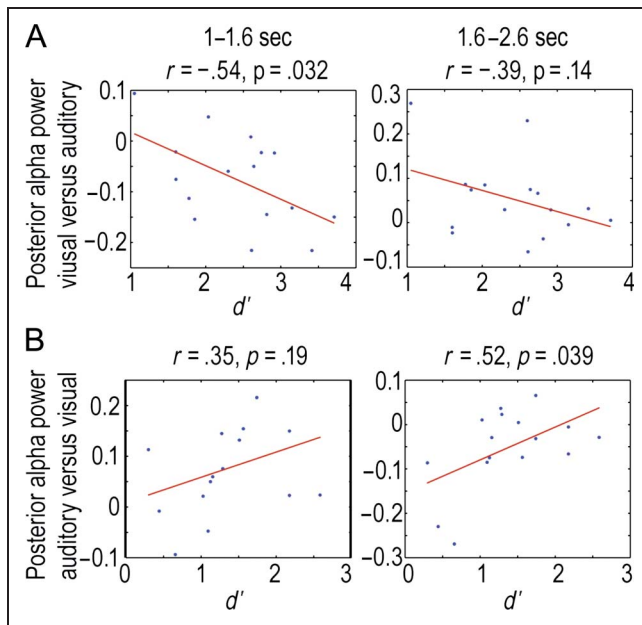 A
1–1.6 sec
r = –.54, p = .032
1.6–2.6 sec
r = –.39, p = .14
Posterior alpha power
viusal versus auditory
0.1
0
–0.1
–0.2
1
2
3
4
d'
0.3
0.2
0.1
0
–0.1
1
2
3
4
d'
B
r = .35, p = .19
r = .52, p = .039
Posterior alpha power
auditory versus visual
0.2
0.1
0
–0.1
0
1
2
3
d'
0.1
0
–0.1
–0.2
–0.3
0
1
2
3
d'